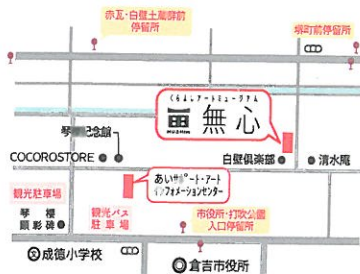 赤瓦・白壁土蔵群前
停留所
堺町前停留所
くらよしアートミュージアム
無心
MUSHIN
記念館
COCOROSTORE
白壁倶楽部
清水庵
あいサポート・アート
インフォメーションセンター
観光駐車場
琴櫻
顕彰碑
観光バス
駐車場
市役所・打吹公園
入口停留所
成徳小学校
倉吉市役所